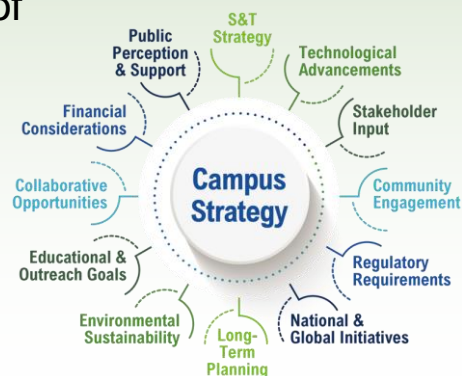 of
S&T
Strategy
Public
Perception
& Support
Technological
Advancements
Financial
Considerations
Stakeholder
Input
Collaborative
Opportunities
Campus
Strategy
Community
Engagement
Educational &
Outreach Goals
Regulatory
Requirements
Environmental
Sustainability
Long-
Term
Planning
National &
Global Initiatives